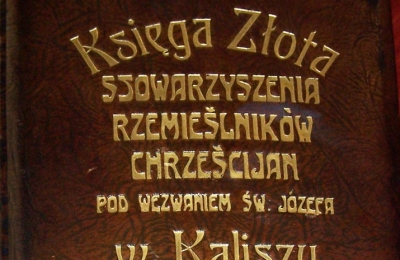 Księga Złota
STOWARZYSZENIA
RZEMIEŚLNIKÓW
CHRZEŚCIJAN
POD WEZWANIEM ŚW. JÓZEFA
w Kaliszu